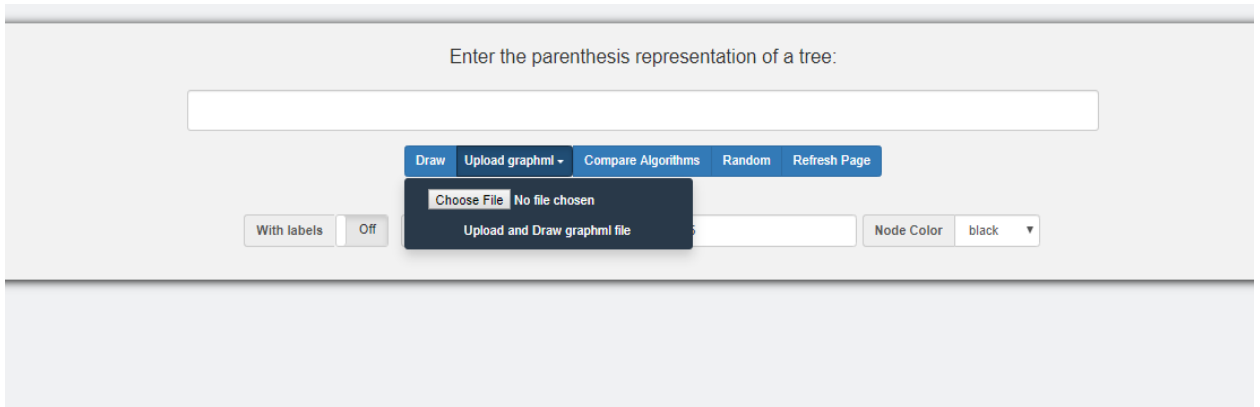 Enter the parenthesis representation of a tree:
Draw Upload graphml Compare Algorithms Random Refresh Page
Choose File No file chosen
Upload and Draw graphml file
With labels Off Node Color black